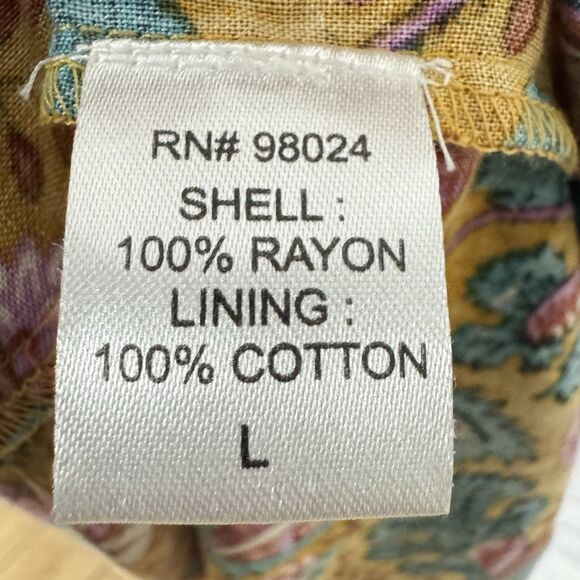 RN# 98024
SHELL :
100% RAYON
LINING :
100% COTTON
L